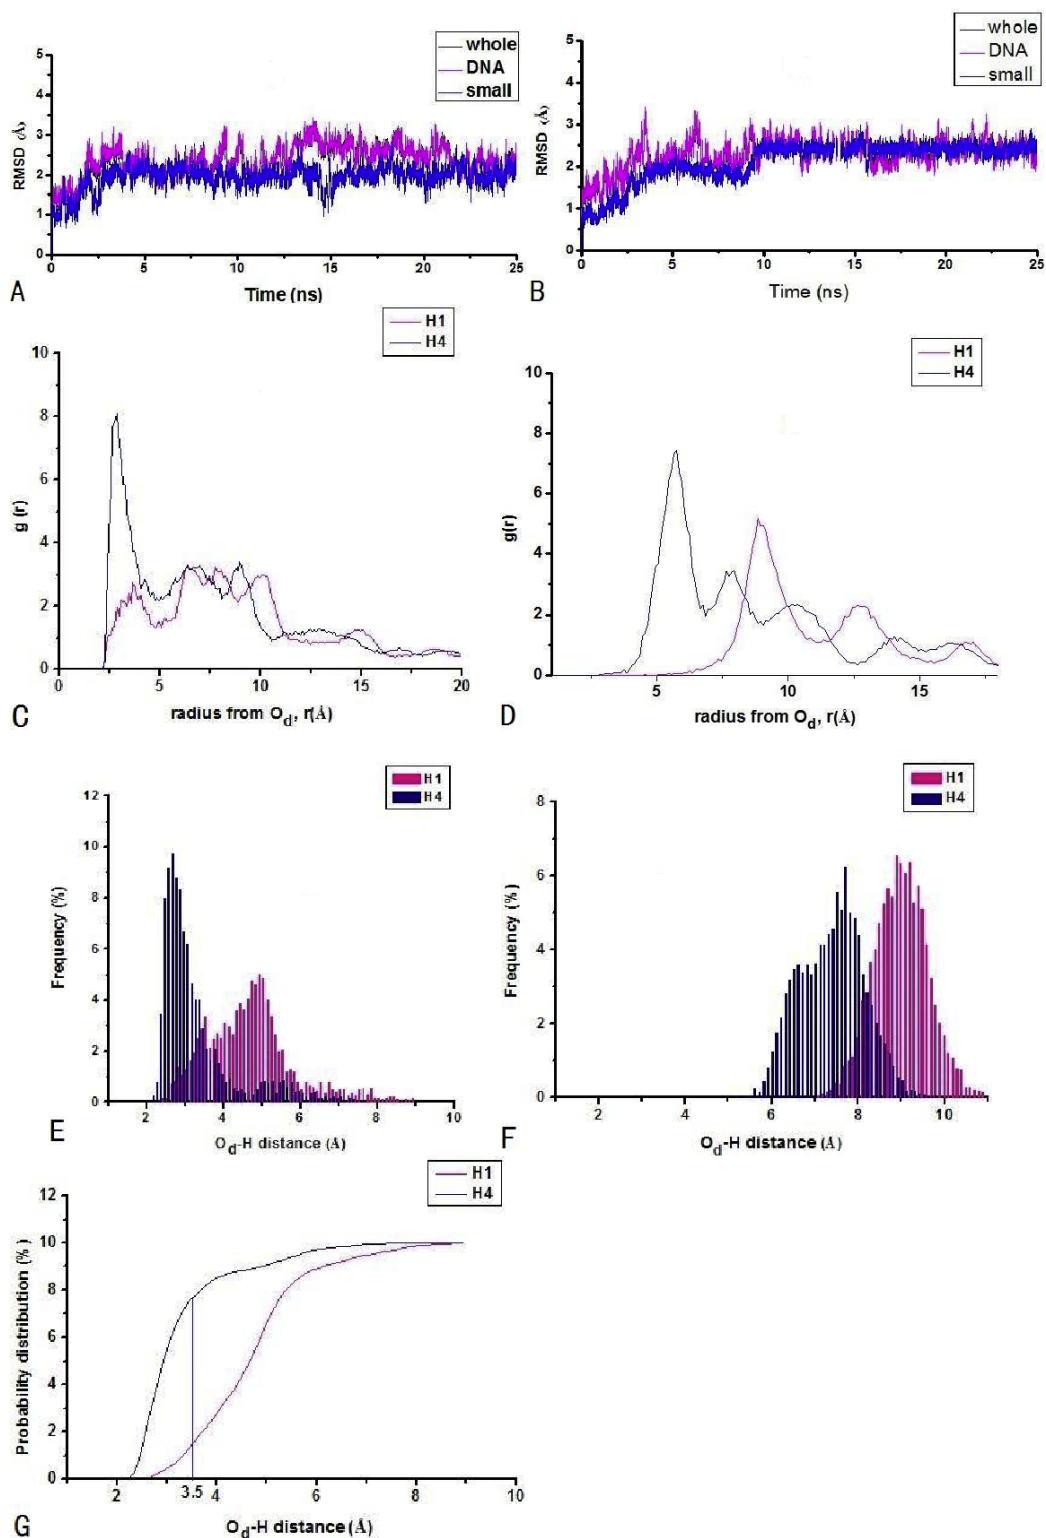 whole
DNA
small
5
4
3
2
1
0
RMSD (Å)
0 5 10 15 20 25
Time (ns)
A
whole
DNA
small
5
4
3
2
1
0
RMSD (Å)
0 5 10 15 20 25
Time (ns)
B
H1
H4
10
8
6
4
2
0
g (r)
0 5 10 15 20
radius from Od, r(Å)
C
H1
H4
10
8
6
4
2
0
g(r)
5 10 15
radius from Od, r(Å)
D
H1
H4
12
10
8
6
4
2
0
Frequency (%)
2 4 6 8 10
Od-H distance (Å)
E
H1
H4
8
6
4
2
0
Frequency (%)
2 4 6 8 10
Od-H distance (Å)
F
H1
H4
12
10
8
6
4
2
0
Probability distribution (%)
2 3.5 4 6 8 10
Od-H distance (Å)
G